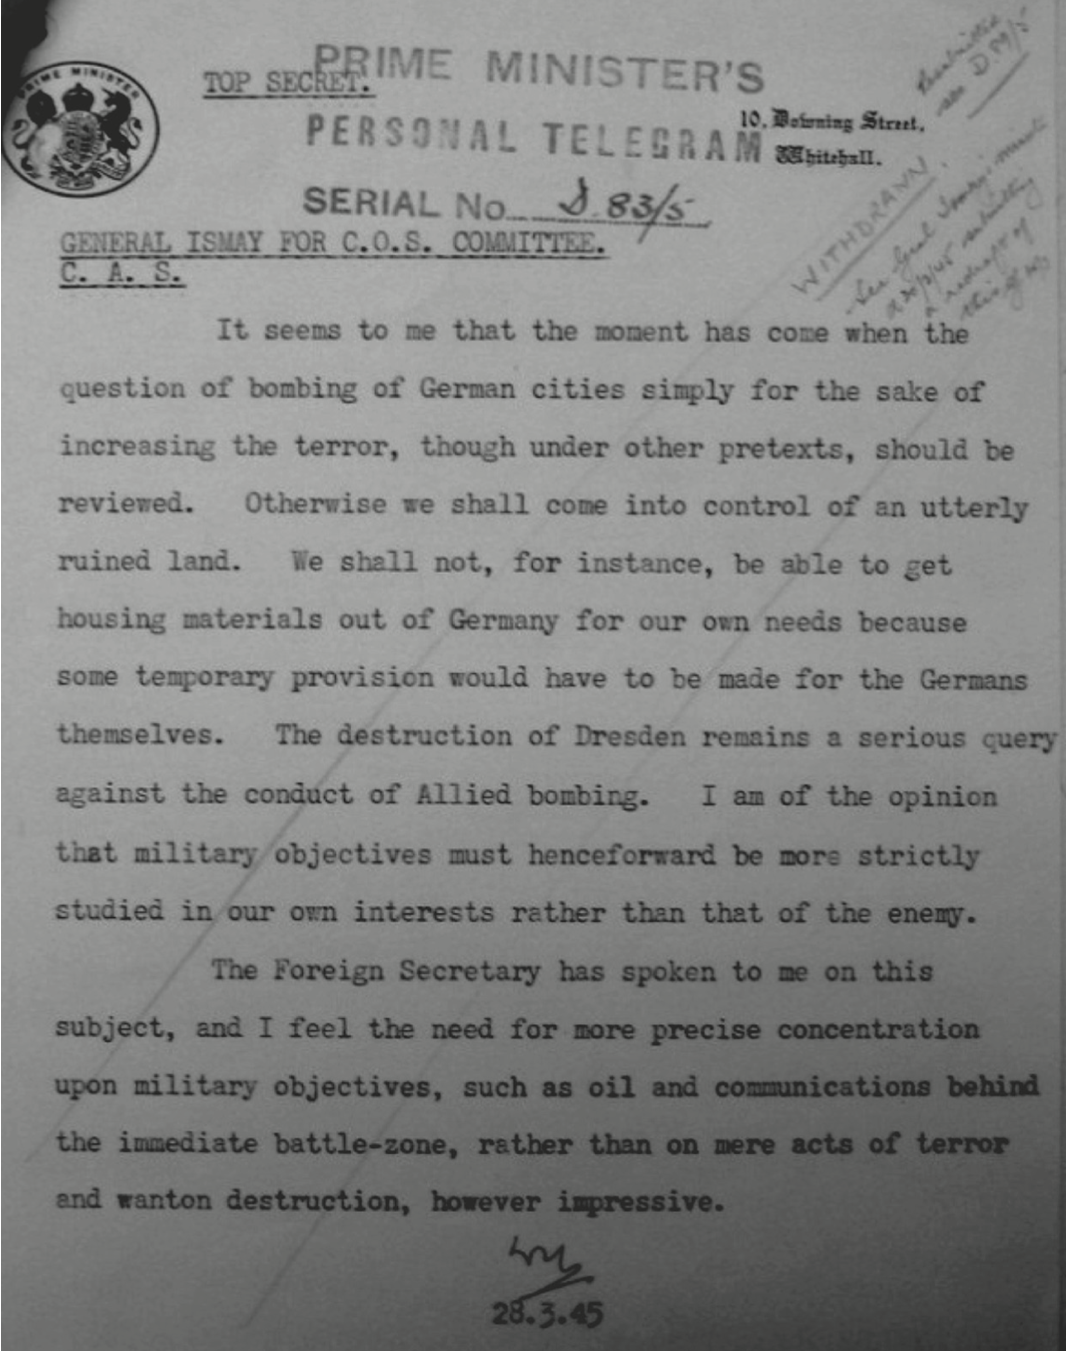 PRIME MINISTER
PRIME MINISTER'S
TOP SECRET.
PERSONAL TELEGRAM
10, Downing Street,
Whitehall.
SERIAL No D. 83/5
Resubmitted
see D.89/5
WITHDRAWN.
See Genl Ismay's minute
d 30/3/45 submitting
a redraft of
this
GENERAL ISMAY FOR C.O.S. COMMITTEE.
C. A. S.
It seems to me that the moment has come when the
question of bombing of German cities simply for the sake of
increasing the terror, though under other pretexts, should be
reviewed. Otherwise we shall come into control of an utterly
ruined land. We shall not, for instance, be able to get
housing materials out of Germany for our own needs because
some temporary provision would have to be made for the Germans
themselves. The destruction of Dresden remains a serious query
against the conduct of Allied bombing. I am of the opinion
that military objectives must henceforward be more strictly
studied in our own interests rather than that of the enemy.
The Foreign Secretary has spoken to me on this
subject, and I feel the need for more precise concentration
upon military objectives, such as oil and communications behind
the immediate battle-zone, rather than on mere acts of terror
and wanton destruction, however impressive.
28.3.45